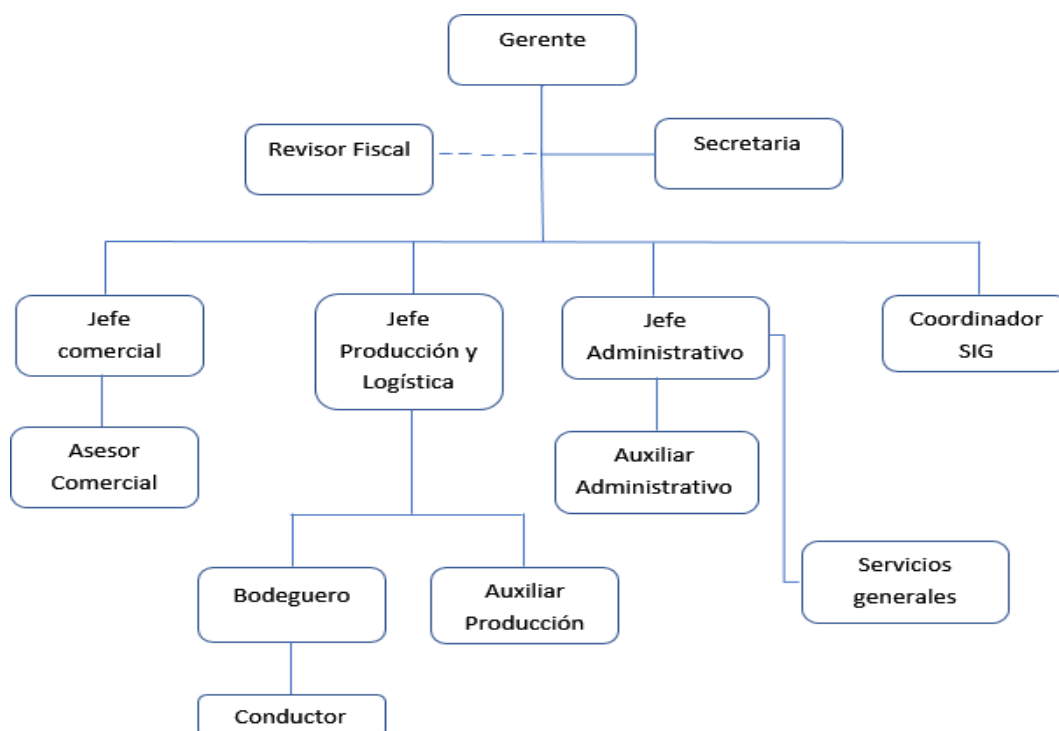 Gerente
Revisor Fiscal
Secretaria
Jefe
comercial
Jefe
Producción y
Logística
Jefe
Administrativo
Coordinador
SIG
Asesor
Comercial
Auxiliar
Administrativo
Bodeguero
Auxiliar
Producción
Servicios
generales
Conductor